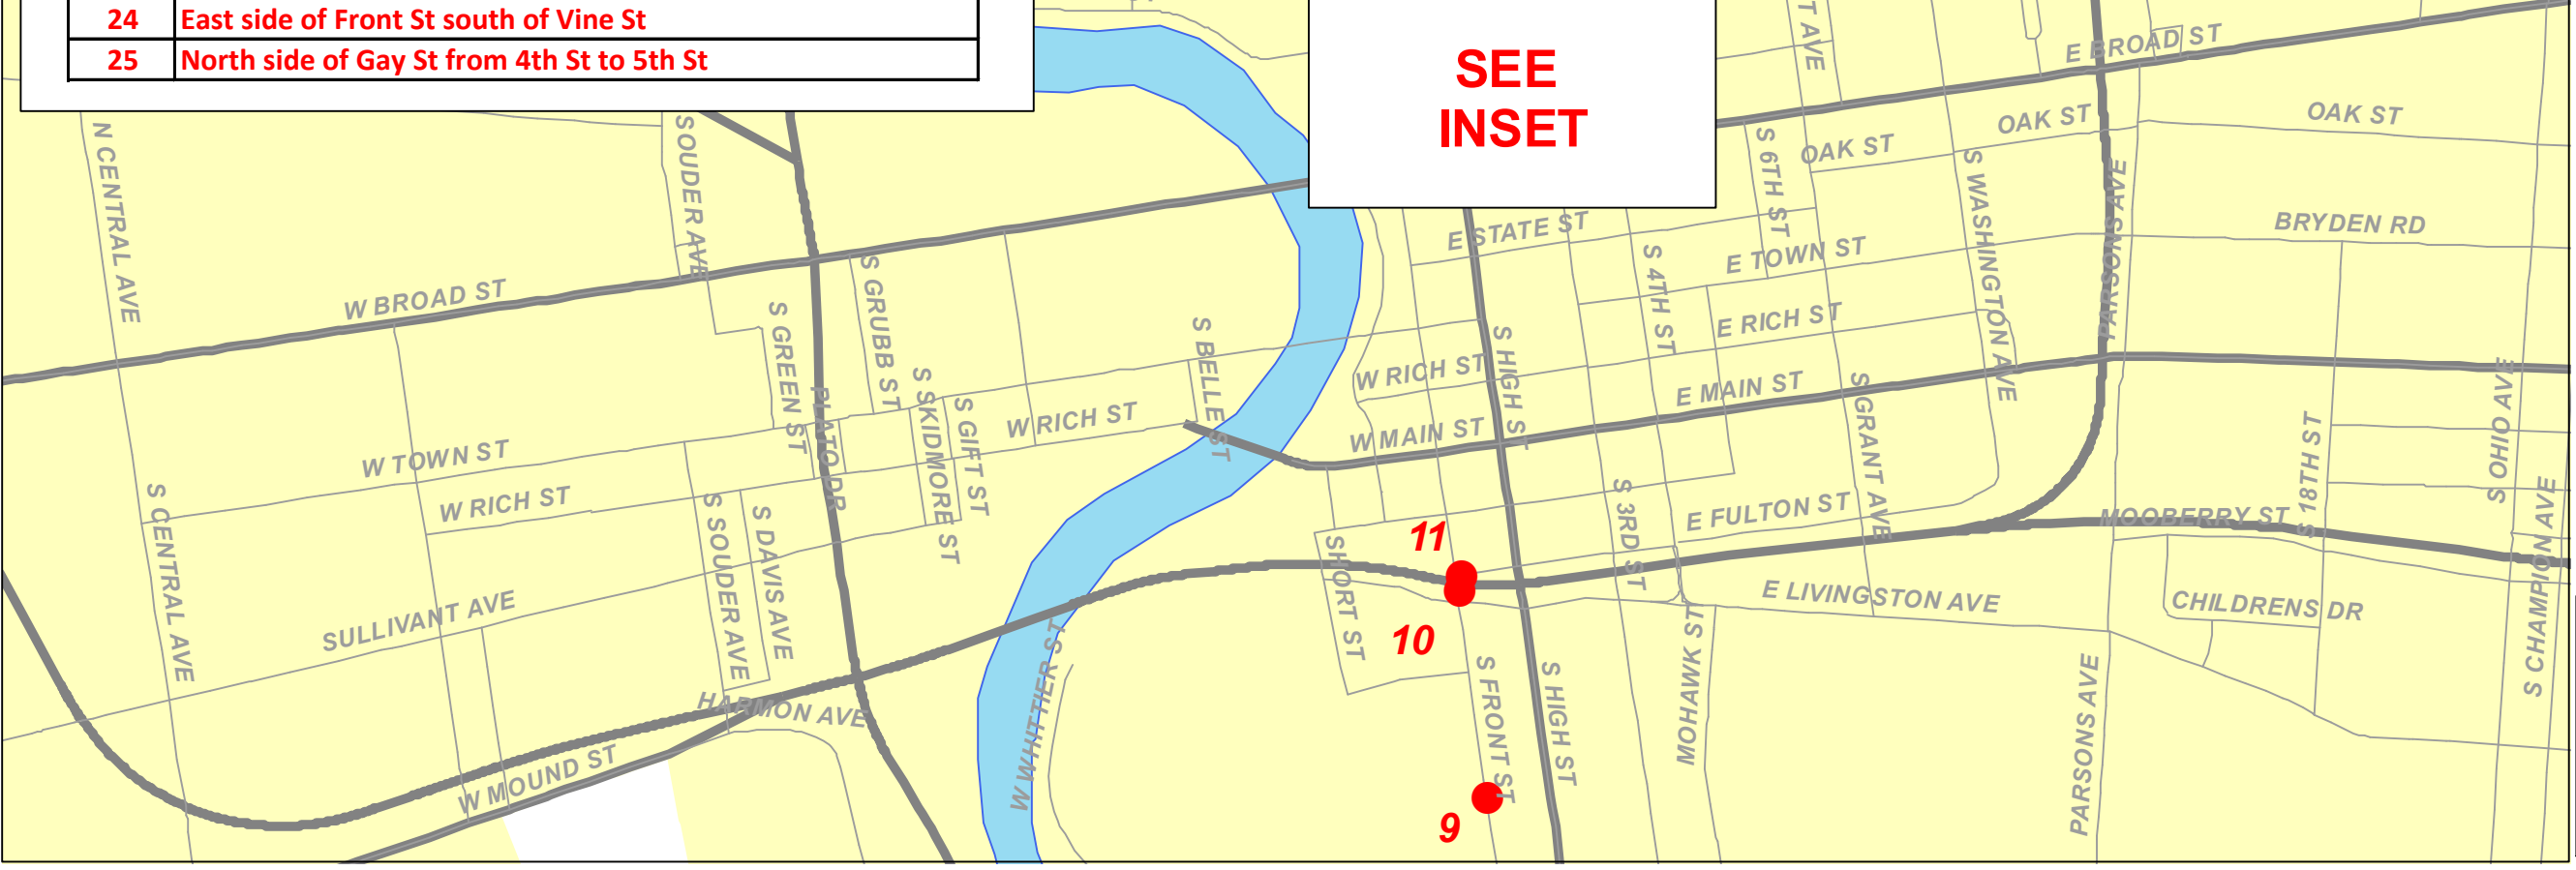 24 East side of Front St south of Vine St
25 North side of Gay St from 4th St to 5th St
SEE
INSET
T AVE
E BROAD ST
OAK ST
OAK ST
OAK ST
N CENTRAL AVE
SOUDER AVE
S 6TH ST
S WASHINGTON AVE
PARSONS AVE
BRYDEN RD
E STATE ST
E TOWN ST
S 4TH ST
W BROAD ST
S GREEN ST
S GRUBB ST
S BELLE ST
E RICH ST
W RICH ST
S HIGH ST
E MAIN ST
W MAIN ST
S GRANT AVE
S OHIO AVE
S 18TH ST
PLATO DR
S SKIDMORE ST
S GIFT ST
W RICH ST
W TOWN ST
W RICH ST
S CENTRAL AVE
S SOUDER AVE
S DAVIS AVE
S 3RD ST
E FULTON ST
MOOBERRY ST
S CHAMPION AVE
11
SHORT ST
10
E LIVINGSTON AVE
CHILDRENS DR
SULLIVANT AVE
W WHITTIER ST
MOHAWK ST
S FRONT ST
S HIGH ST
PARSONS AVE
HARMON AVE
W MOUND ST
9